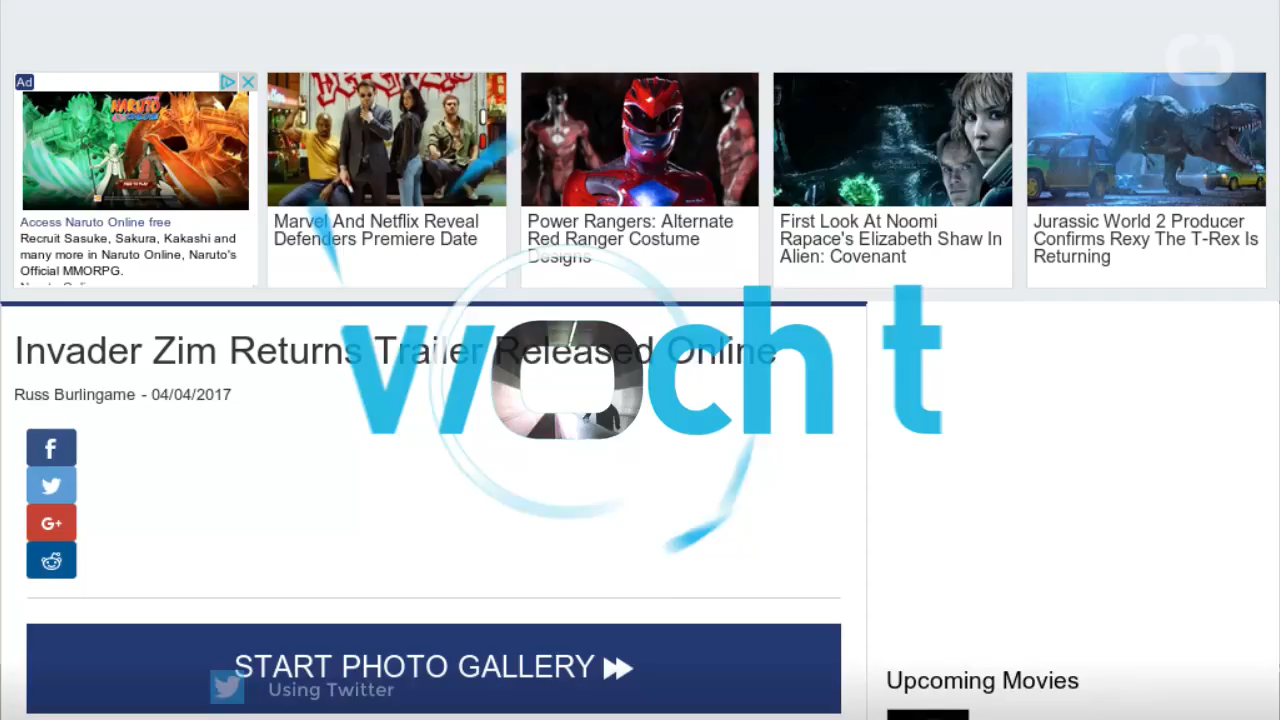 Ad
NARUTO
Access Naruto Online free
Recruit Sasuke, Sakura, Kakashi and
many more in Naruto Online, Naruto's
Official MMORPG.
Marvel And Netflix Reveal
Defenders Premiere Date
Power Rangers: Alternate
Red Ranger Costume
Designs
First Look At Noomi
Rapace's Elizabeth Shaw In
Alien: Covenant
Jurassic World 2 Producer
Confirms Rexy The T-Rex Is
Returning
Invader Zim Returns Trailer Released Online
wocht
Russ Burlingame - 04/04/2017
f
G+
START PHOTO GALLERY
Using Twitter
Upcoming Movies